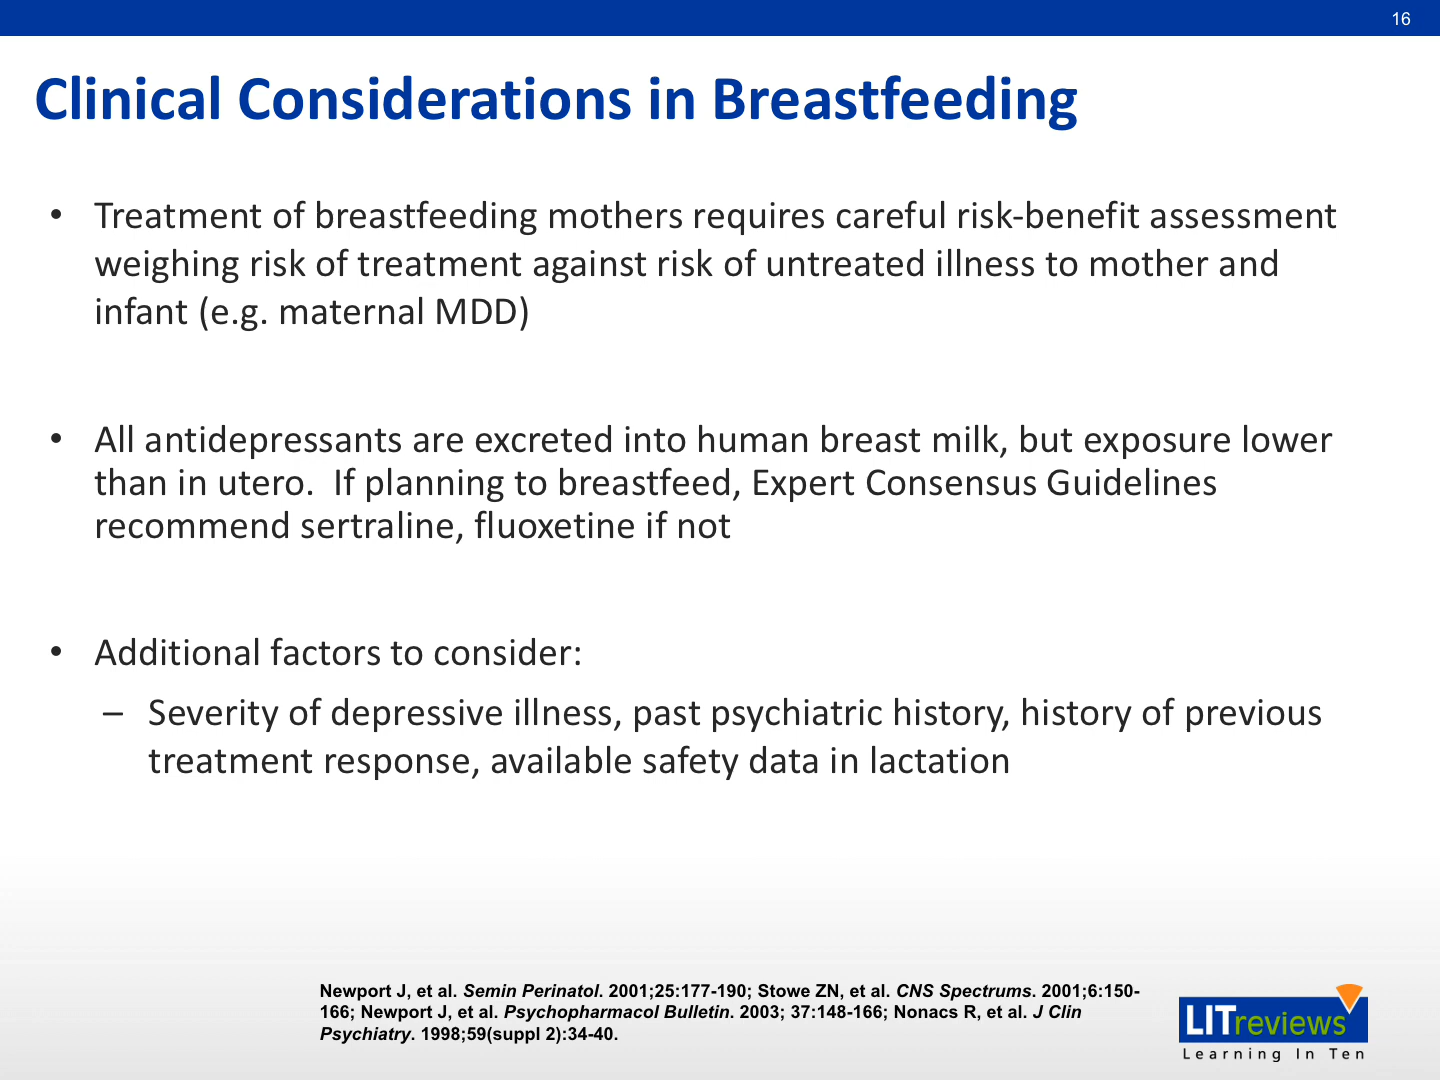 16
Clinical Considerations in Breastfeeding
• Treatment of breastfeeding mothers requires careful risk-benefit assessment
weighing risk of treatment against risk of untreated illness to mother and
infant (e.g. maternal MDD)
• All antidepressants are excreted into human breast milk, but exposure lower
than in utero.  If planning to breastfeed, Expert Consensus Guidelines
recommend sertraline, fluoxetine if not
• Additional factors to consider:
– Severity of depressive illness, past psychiatric history, history of previous
treatment response, available safety data in lactation
Newport J, et al. Semin Perinatol. 2001;25:177-190; Stowe ZN, et al. CNS Spectrums. 2001;6:150-
166; Newport J, et al. Psychopharmacol Bulletin. 2003; 37:148-166; Nonacs R, et al. J Clin
Psychiatry. 1998;59(suppl 2):34-40.
LITreviews
Learning In Ten